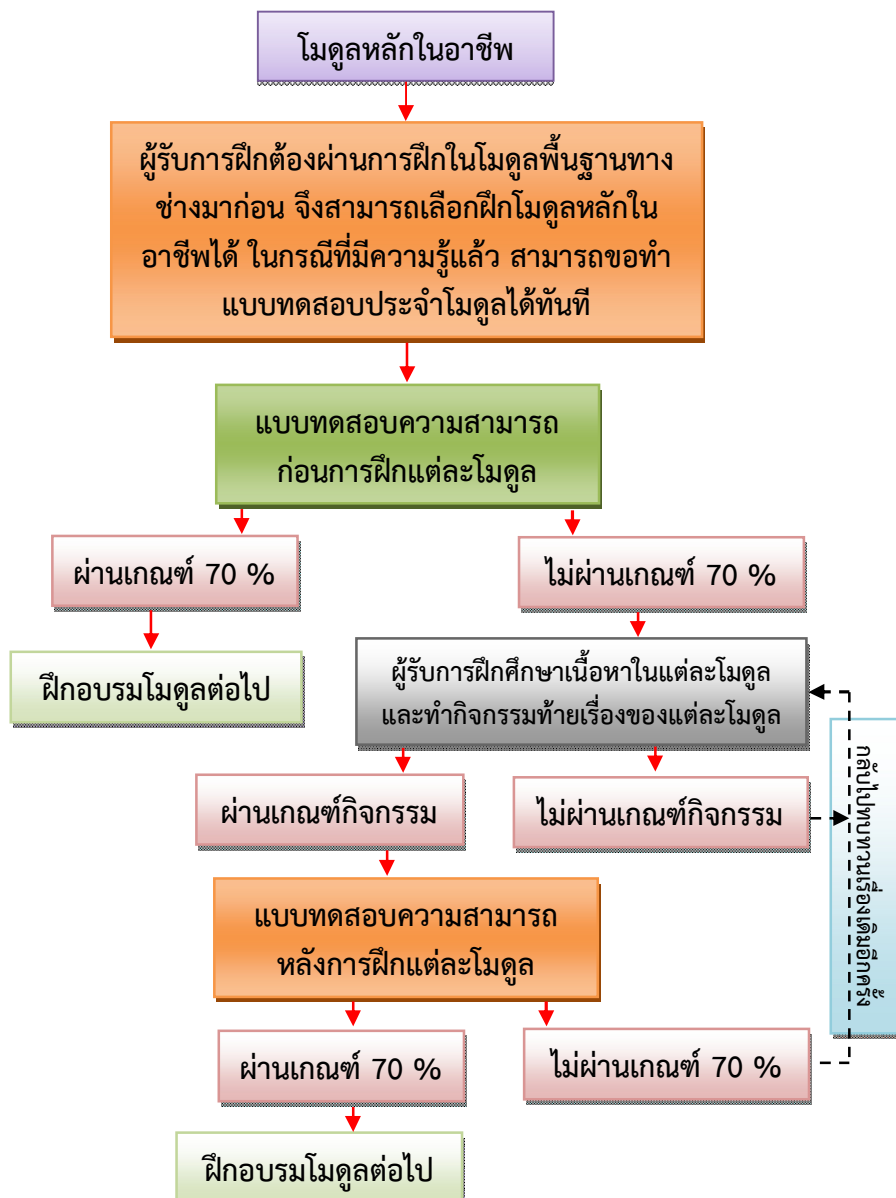 โมดูลหลักในอาชีพ
ผู้รับการฝึกต้องผ่านการฝึกในโมดูลพื้นฐานทาง
ช่างมาก่อน จึงสามารถเลือกฝึกโมดูลหลักใน
อาชีพได้ ในกรณีที่มีความรู้แล้ว สามารถขอทำ
แบบทดสอบประจำโมดูลได้ทันที
แบบทดสอบความสามารถ
ก่อนการฝึกแต่ละโมดูล
ผ่านเกณฑ์ 70 %
ไม่ผ่านเกณฑ์ 70 %
ฝึกอบรมโมดูลต่อไป
ผู้รับการฝึกศึกษาเนื้อหาในแต่ละโมดูล
และทำกิจกรรมท้ายเรื่องของแต่ละโมดูล
ผ่านเกณฑ์กิจกรรม
ไม่ผ่านเกณฑ์กิจกรรม
กลับไปทบทวนเรื่องเดิมอีกครั้ง
แบบทดสอบความสามารถ
หลังการฝึกแต่ละโมดูล
ผ่านเกณฑ์ 70 %
ไม่ผ่านเกณฑ์ 70 %
ฝึกอบรมโมดูลต่อไป